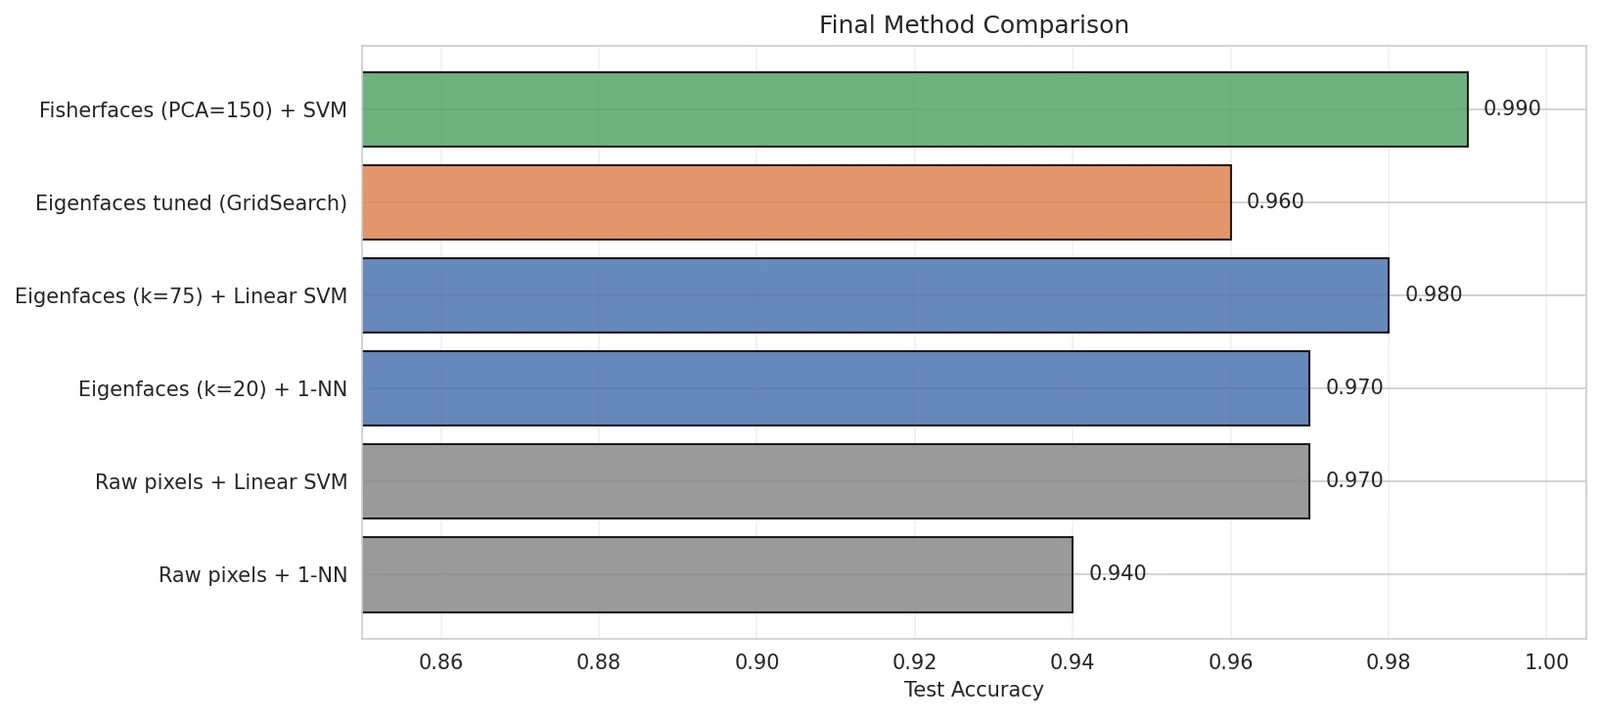 Final Method Comparison
Fisherfaces (PCA=150) + SVM
0.990
Eigenfaces tuned (GridSearch)
0.960
Eigenfaces (k=75) + Linear SVM
0.980
Eigenfaces (k=20) + 1-NN
0.970
Raw pixels + Linear SVM
0.970
Raw pixels + 1-NN
0.940
0.86 0.88 0.90 0.92 0.94 0.96 0.98 1.00
Test Accuracy